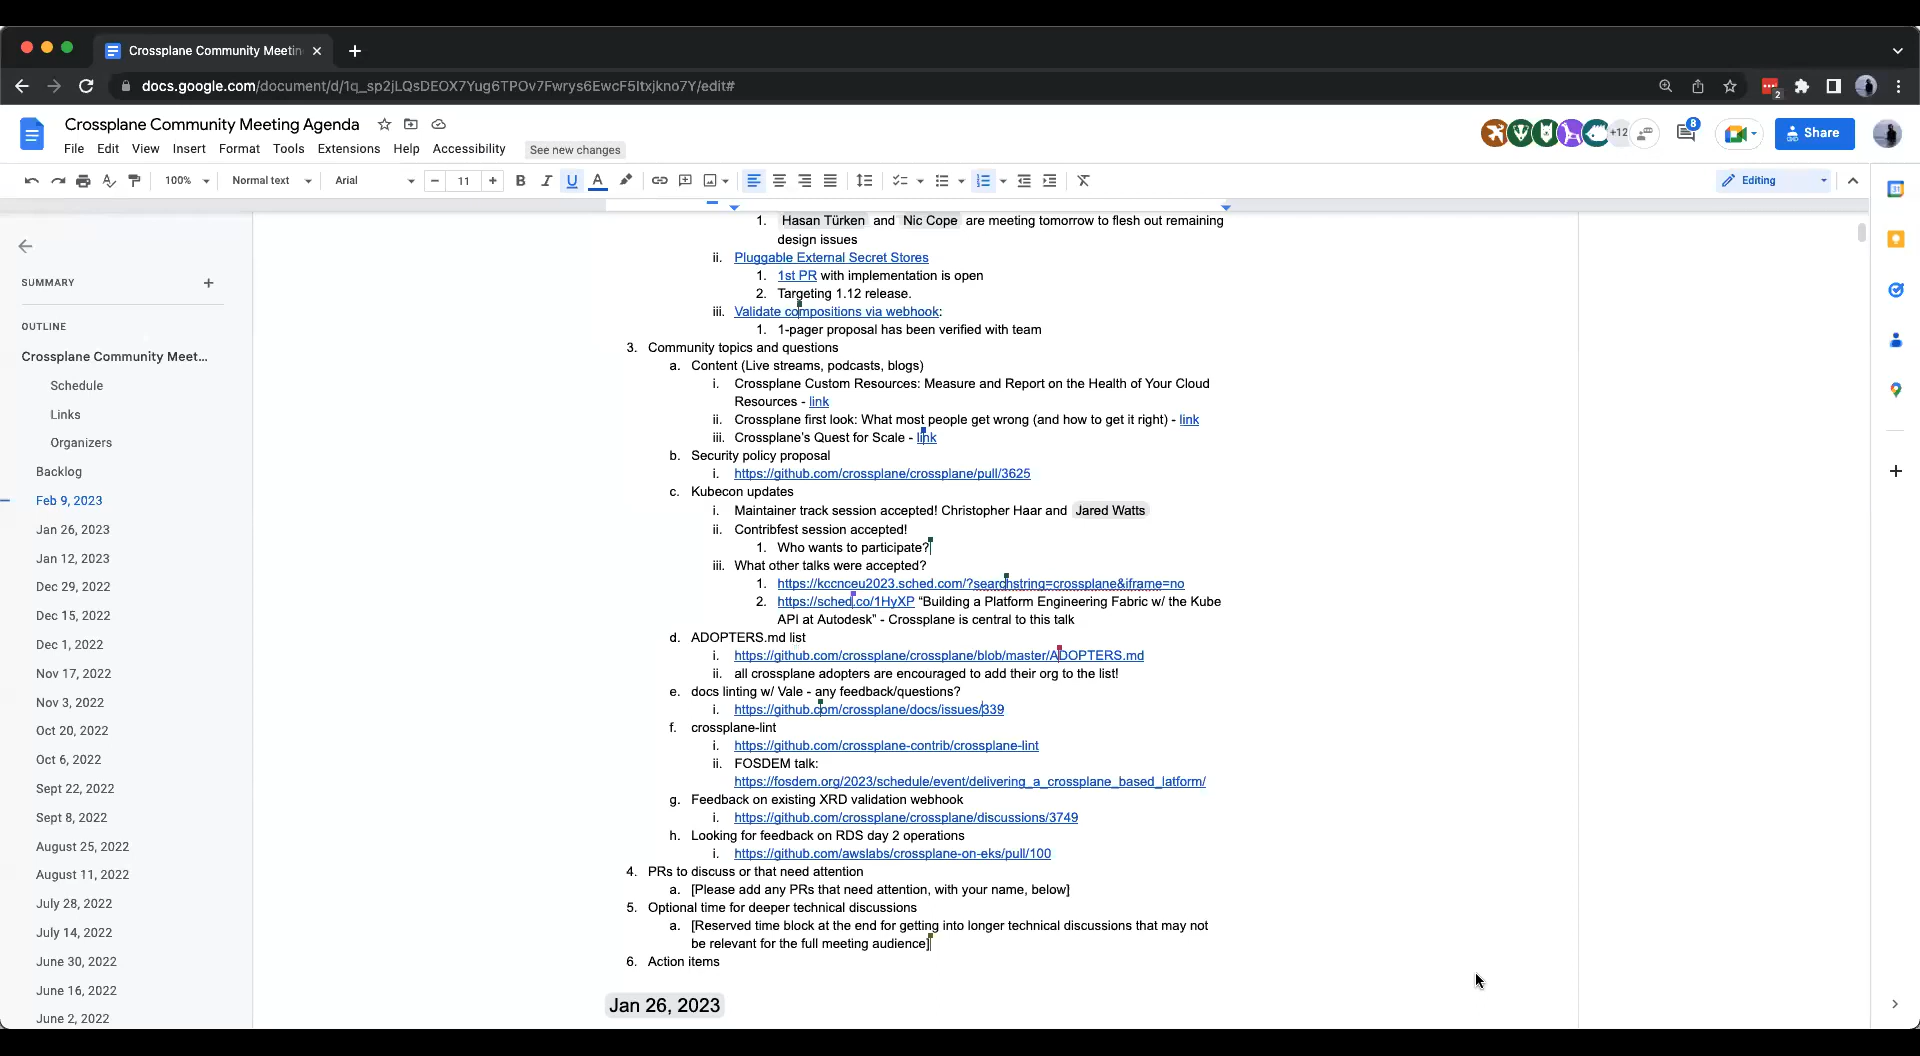 Crossplane Community Meetin
docs.google.com/document/d/1q_sp2jLQsDEOX7Yug6TPOv7Fwrys6EwcF5Itxjkno7Y/edit#
2
Crossplane Community Meeting Agenda
+12
8
Share
File Edit View Insert Format Tools Extensions Help Accessibility See new changes
100% Normal text Arial 11 Editing
SUMMARY
OUTLINE
Crossplane Community Meet...
Schedule
Links
Organizers
Backlog
Feb 9, 2023
Jan 26, 2023
Jan 12, 2023
Dec 29, 2022
Dec 15, 2022
Dec 1, 2022
Nov 17, 2022
Nov 3, 2022
Oct 20, 2022
Oct 6, 2022
Sept 22, 2022
Sept 8, 2022
August 25, 2022
August 11, 2022
July 28, 2022
July 14, 2022
June 30, 2022
June 16, 2022
June 2, 2022
1. Hasan Türken and Nic Cope are meeting tomorrow to flesh out remaining
design issues
ii. Pluggable External Secret Stores
1. 1st PR with implementation is open
2. Targeting 1.12 release.
iii. Validate compositions via webhook:
1. 1-pager proposal has been verified with team
3. Community topics and questions
a. Content (Live streams, podcasts, blogs)
i. Crossplane Custom Resources: Measure and Report on the Health of Your Cloud
Resources - link
ii. Crossplane first look: What most people get wrong (and how to get it right) - link
iii. Crossplane's Quest for Scale - link
b. Security policy proposal
i. https://github.com/crossplane/crossplane/pull/3625
c. Kubecon updates
i. Maintainer track session accepted! Christopher Haar and Jared Watts
ii. Contribfest session accepted!
1. Who wants to participate?
iii. What other talks were accepted?
1. https://kccnceu2023.sched.com/?searchstring=crossplane&iframe=no
2. https://sched.co/1HyXP “Building a Platform Engineering Fabric w/ the Kube
API at Autodesk” - Crossplane is central to this talk
d. ADOPTERS.md list
i. https://github.com/crossplane/crossplane/blob/master/ADOPTERS.md
ii. all crossplane adopters are encouraged to add their org to the list!
e. docs linting w/ Vale - any feedback/questions?
i. https://github.com/crossplane/docs/issues/339
f. crossplane-lint
i. https://github.com/crossplane-contrib/crossplane-lint
ii. FOSDEM talk:
https://fosdem.org/2023/schedule/event/delivering_a_crossplane_based_latform/
g. Feedback on existing XRD validation webhook
i. https://github.com/crossplane/crossplane/discussions/3749
h. Looking for feedback on RDS day 2 operations
i. https://github.com/awslabs/crossplane-on-eks/pull/100
4. PRs to discuss or that need attention
a. [Please add any PRs that need attention, with your name, below]
5. Optional time for deeper technical discussions
a. [Reserved time block at the end for getting into longer technical discussions that may not
be relevant for the full meeting audience]
6. Action items
Jan 26, 2023